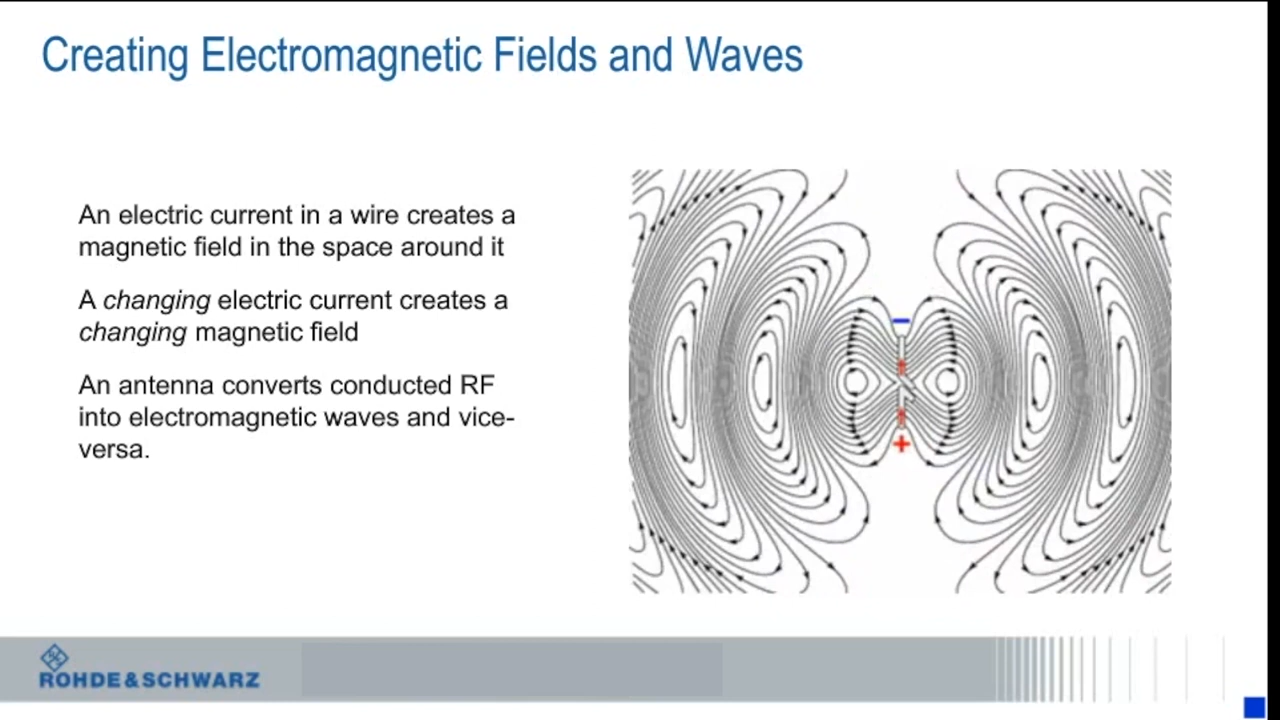 Creating Electromagnetic Fields and Waves
An electric current in a wire creates a
magnetic field in the space around it
A changing electric current creates a
changing magnetic field
An antenna converts conducted RF
into electromagnetic waves and vice-
versa.
−
+
ROHDE&SCHWARZ